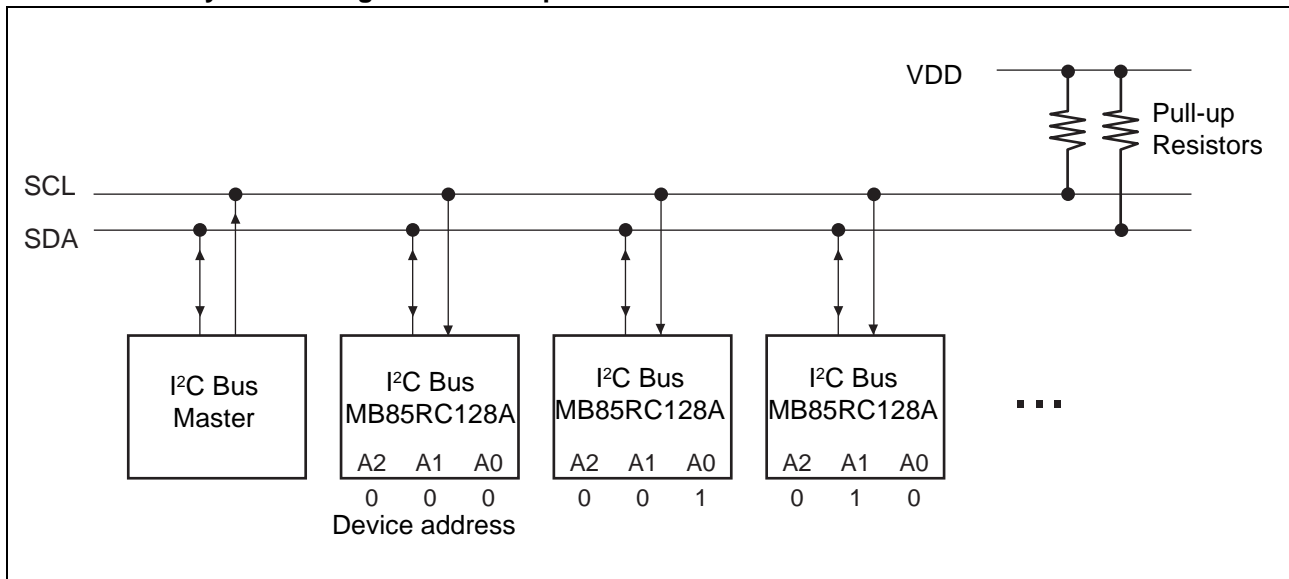 VDD
Pull-up
Resistors
SCL
SDA
I²C Bus
Master
I²C Bus
MB85RC128A
A2 A1 A0
0 0 0
Device address
I²C Bus
MB85RC128A
A2 A1 A0
0 0 1
I²C Bus
MB85RC128A
A2 A1 A0
0 1 0
...